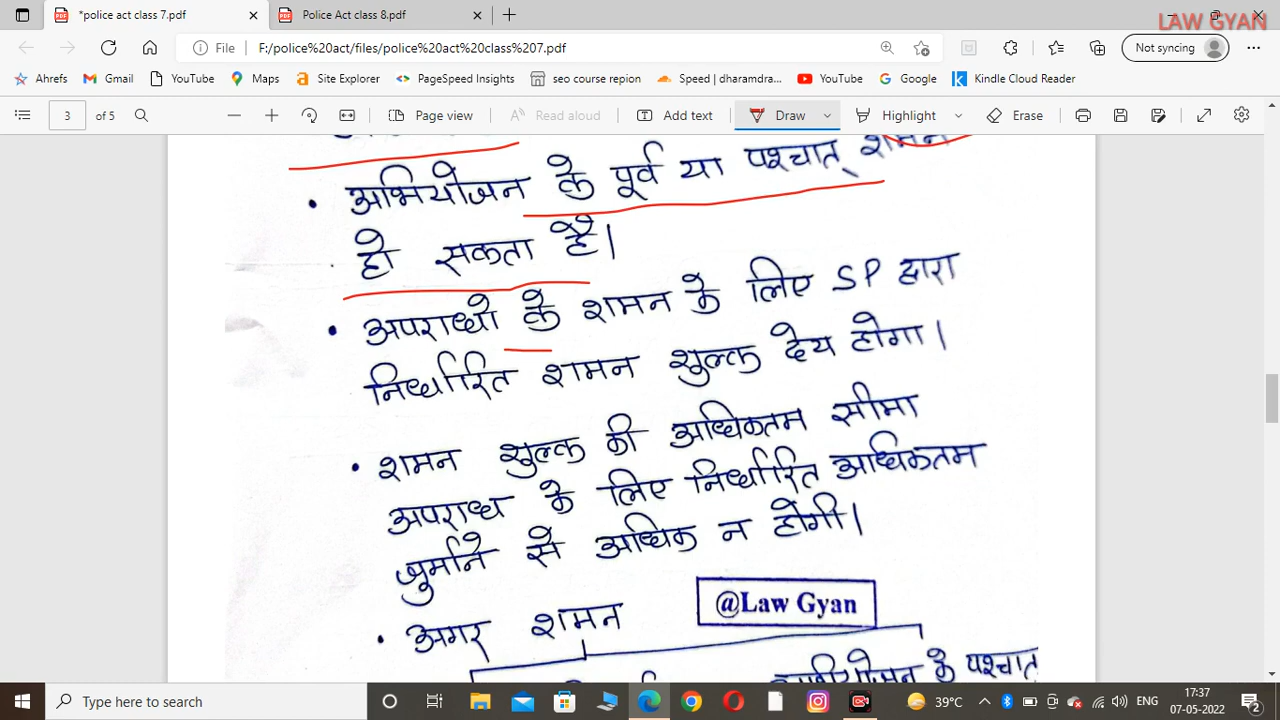 LAW GYAN
*police act class 7.pdf
Police Act class 8.pdf
File F:/police%20act/files/police%20act%20class%207.pdf
Not syncing
Ahrefs Gmail YouTube Maps Site Explorer PageSpeed Insights seo course repion Speed | dharamdra... YouTube Google Kindle Cloud Reader
3 of 5 Page view Read aloud Add text Draw Highlight Erase
• अभियोजन के पूर्व या पश्चात् शमन
हो सकता है।
• अपराधो के शमन के लिए SP द्वारा
निर्धारित शमन शुल्क देय होगा।
• शमन शुल्क की अधिकतम सीमा
अपराध के लिए निर्धारित अधिकतम
जुर्माने से अधिक न होगी।
@Law Gyan
• अगर शमन
के पश्चात्
Type here to search
39°C ENG 17:37
07-05-2022
2